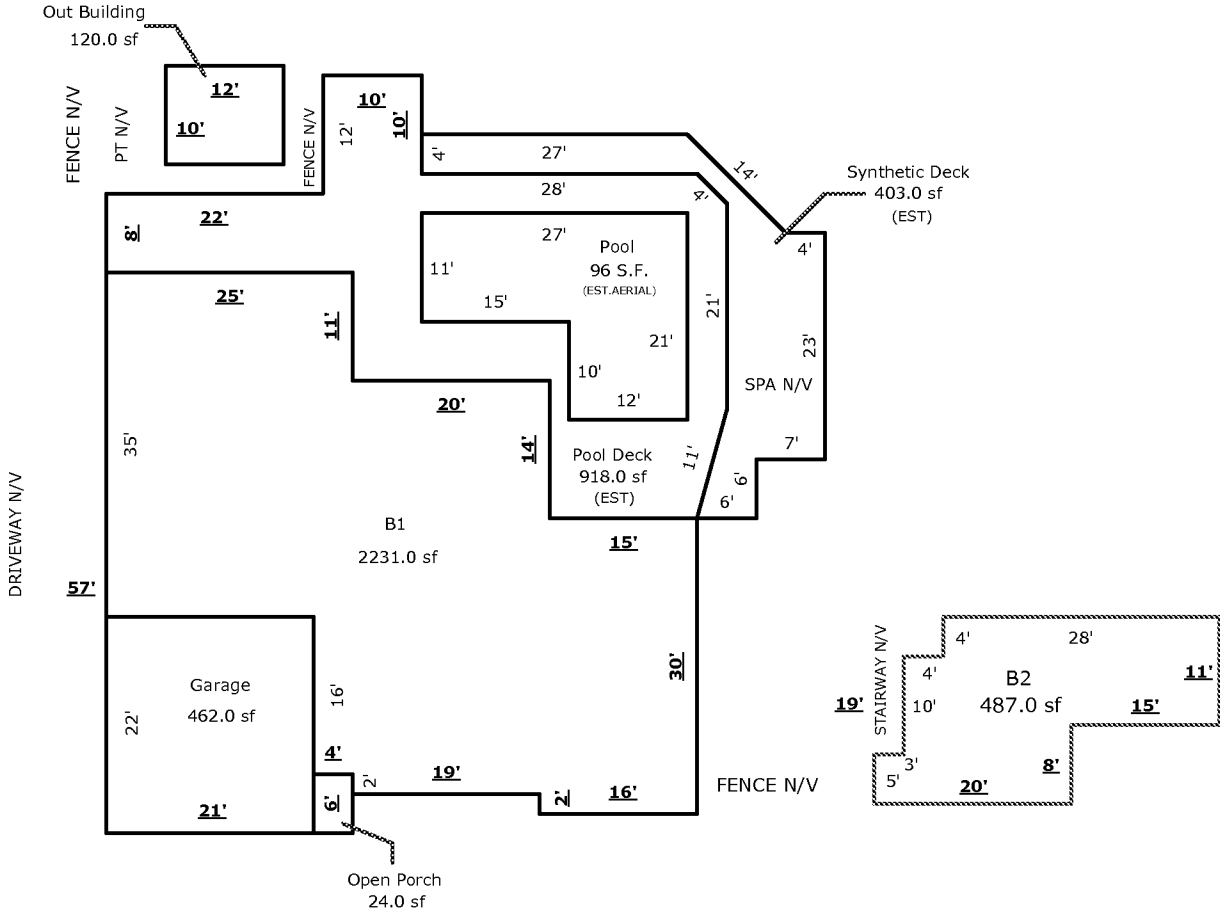 Out Building
120.0 sf
12'
10'
FENCE N/V
PT N/V
FENCE N/V
10'
12'
10'
4'
27'
14'
28'
4'
Synthetic Deck
403.0 sf
(EST)
4'
22'
8'
27'
Pool
96 S.F.
(EST.AERIAL)
11'
15'
21'
21'
23'
25'
11'
10'
12'
SPA N/V
20'
35'
14'
Pool Deck
918.0 sf
(EST)
11'
7'
6'
6'
15'
B1
2231.0 sf
DRIVEWAY N/V
57'
30'
Garage
462.0 sf
22'
16'
4'
2'
19'
6'
21'
2'
16'
FENCE N/V
Open Porch
24.0 sf
19'
STAIRWAY N/V
4'
28'
4'
B2
487.0 sf
11'
10'
15'
3'
5'
20'
8'